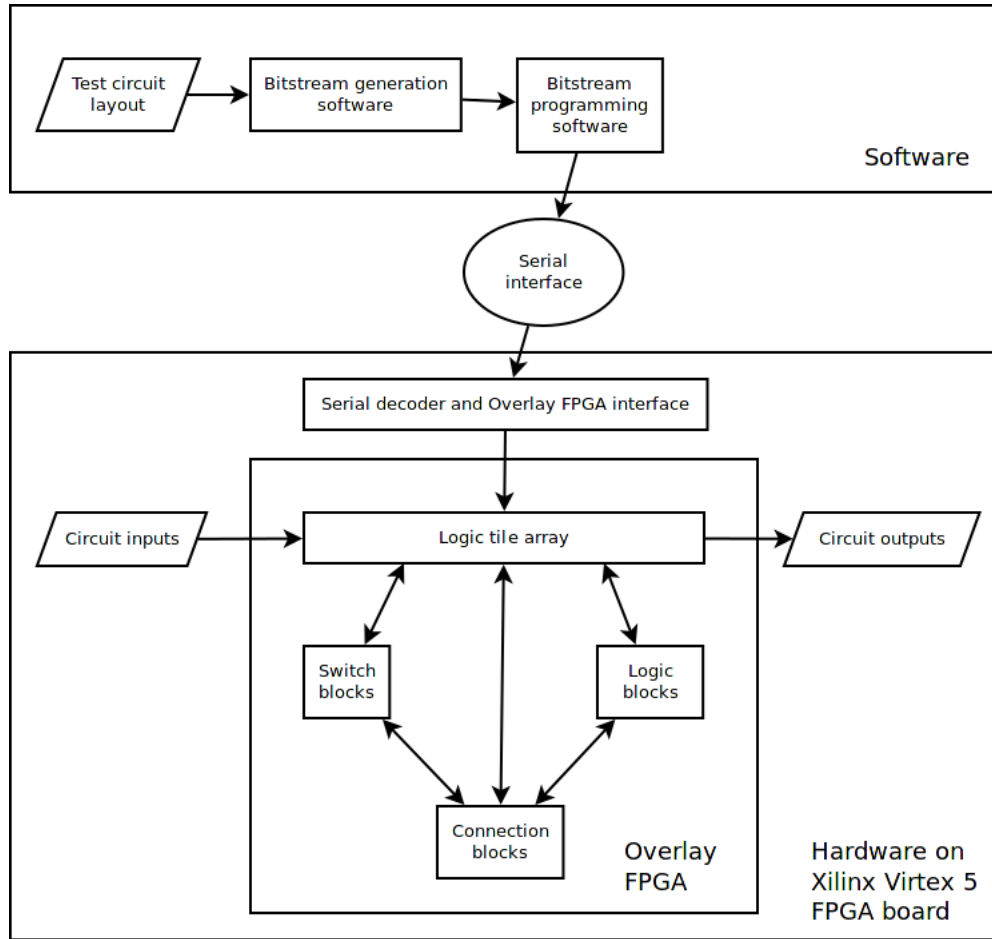 Test circuit
layout
Bitstream generation
software
Bitstream
programming
software
Software
Serial
interface
Serial decoder and Overlay FPGA interface
Circuit inputs
Logic tile array
Circuit outputs
Switch
blocks
Logic
blocks
Connection
blocks
Overlay
FPGA
Hardware on
Xilinx Virtex 5
FPGA board